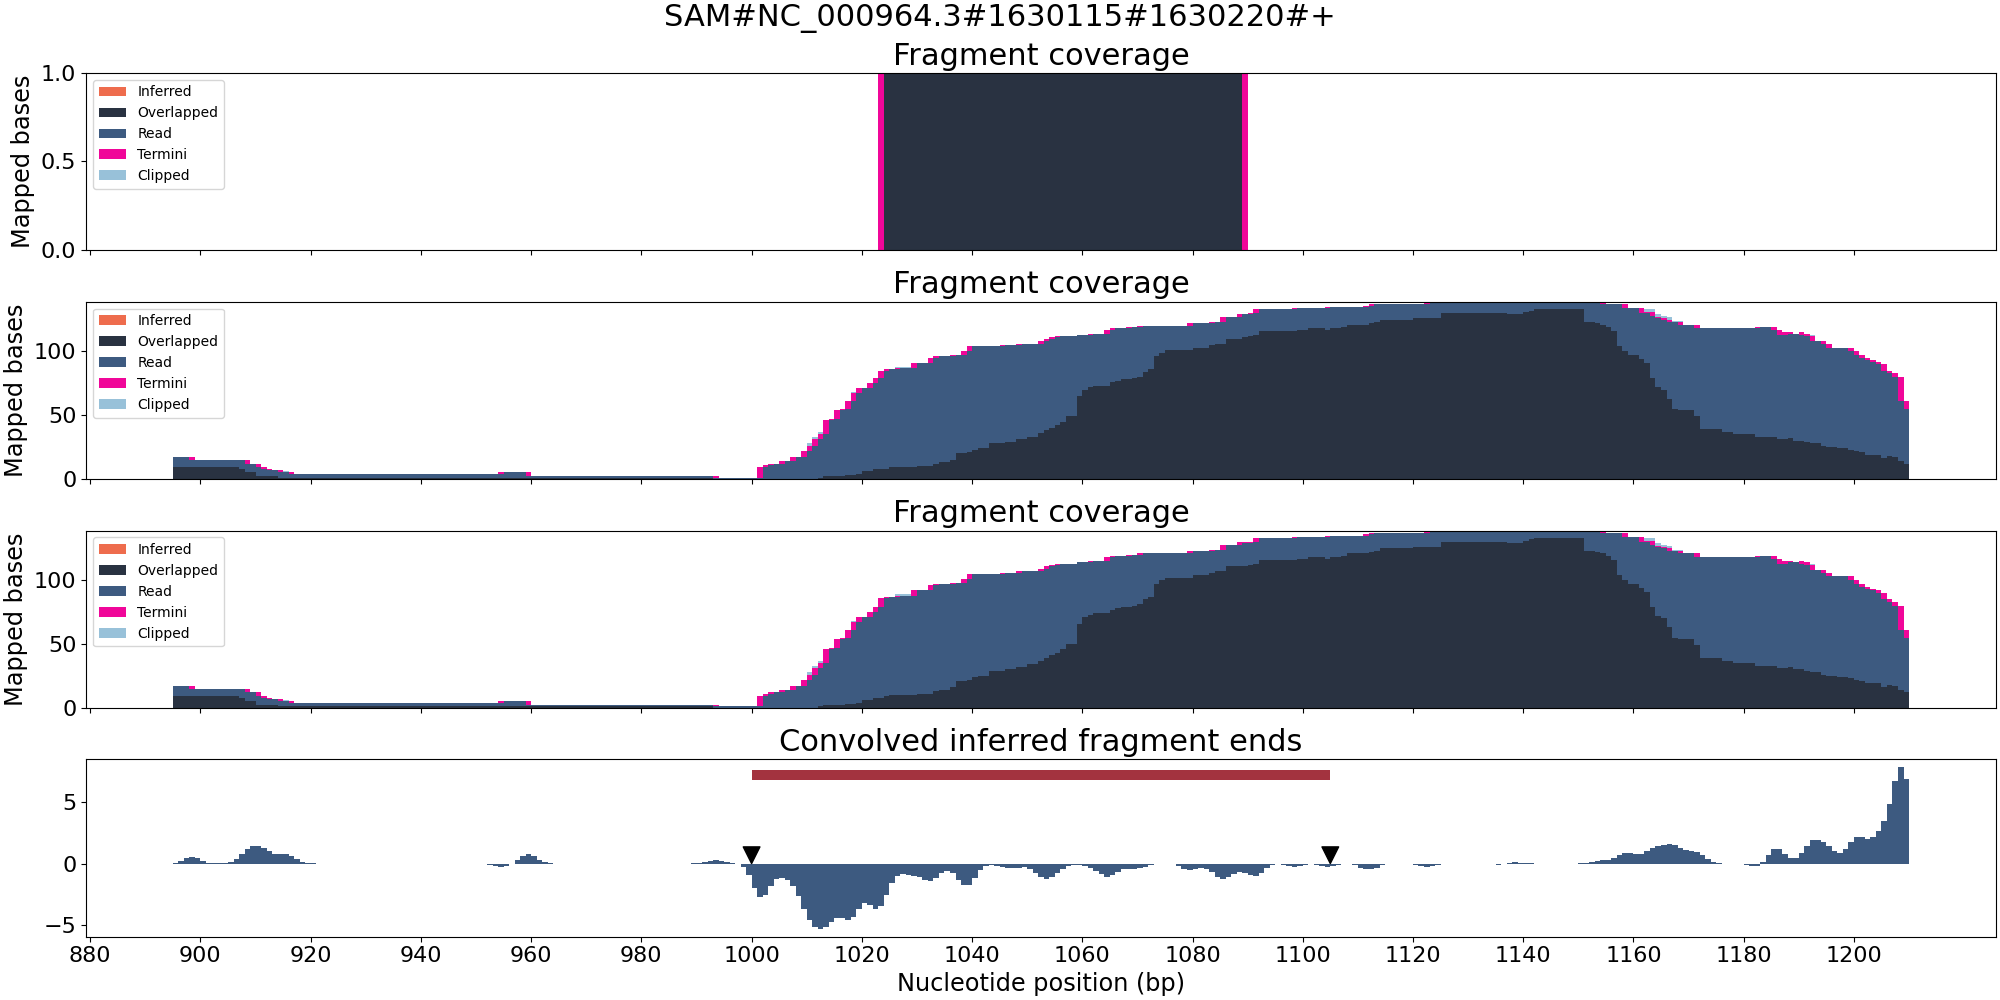 SAM#NC_000964.3#1630115#1630220#+
Fragment coverage
Mapped bases
1.0
0.5
0.0
Inferred
Overlapped
Read
Termini
Clipped
Fragment coverage
Mapped bases
100
50
0
Inferred
Overlapped
Read
Termini
Clipped
Fragment coverage
Mapped bases
100
50
0
Inferred
Overlapped
Read
Termini
Clipped
Convolved inferred fragment ends
5
0
−5
880 900 920 940 960 980 1000 1020 1040 1060 1080 1100 1120 1140 1160 1180 1200
Nucleotide position (bp)